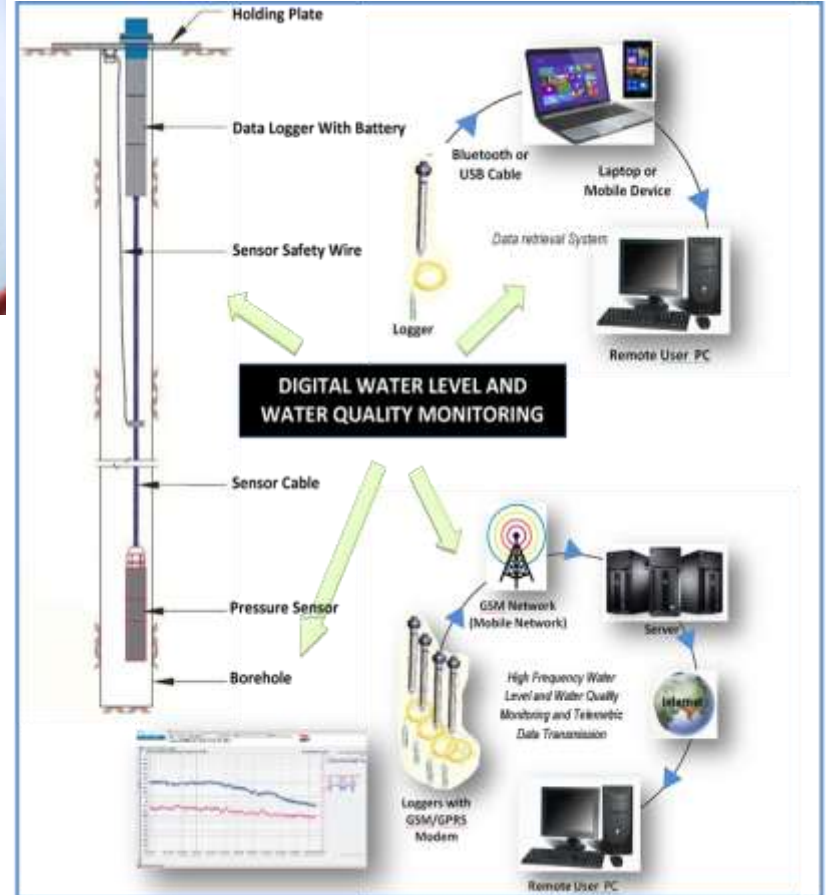 Holding Plate
Data Logger With Battery
Sensor Safety Wire
Sensor Cable
Pressure Sensor
Borehole
Bluetooth or
USB Cable
Laptop or
Mobile Device
Data retrieval System
Logger
Remote User PC
DIGITAL WATER LEVEL AND
WATER QUALITY MONITORING
GSM Network
(Mobile Network)
Server
High Frequency Water
Level and Water Quality
Monitoring and Telemetric
Data Transmission
Internet
Loggers with
GSM/GPRS
Modem
Remote User PC